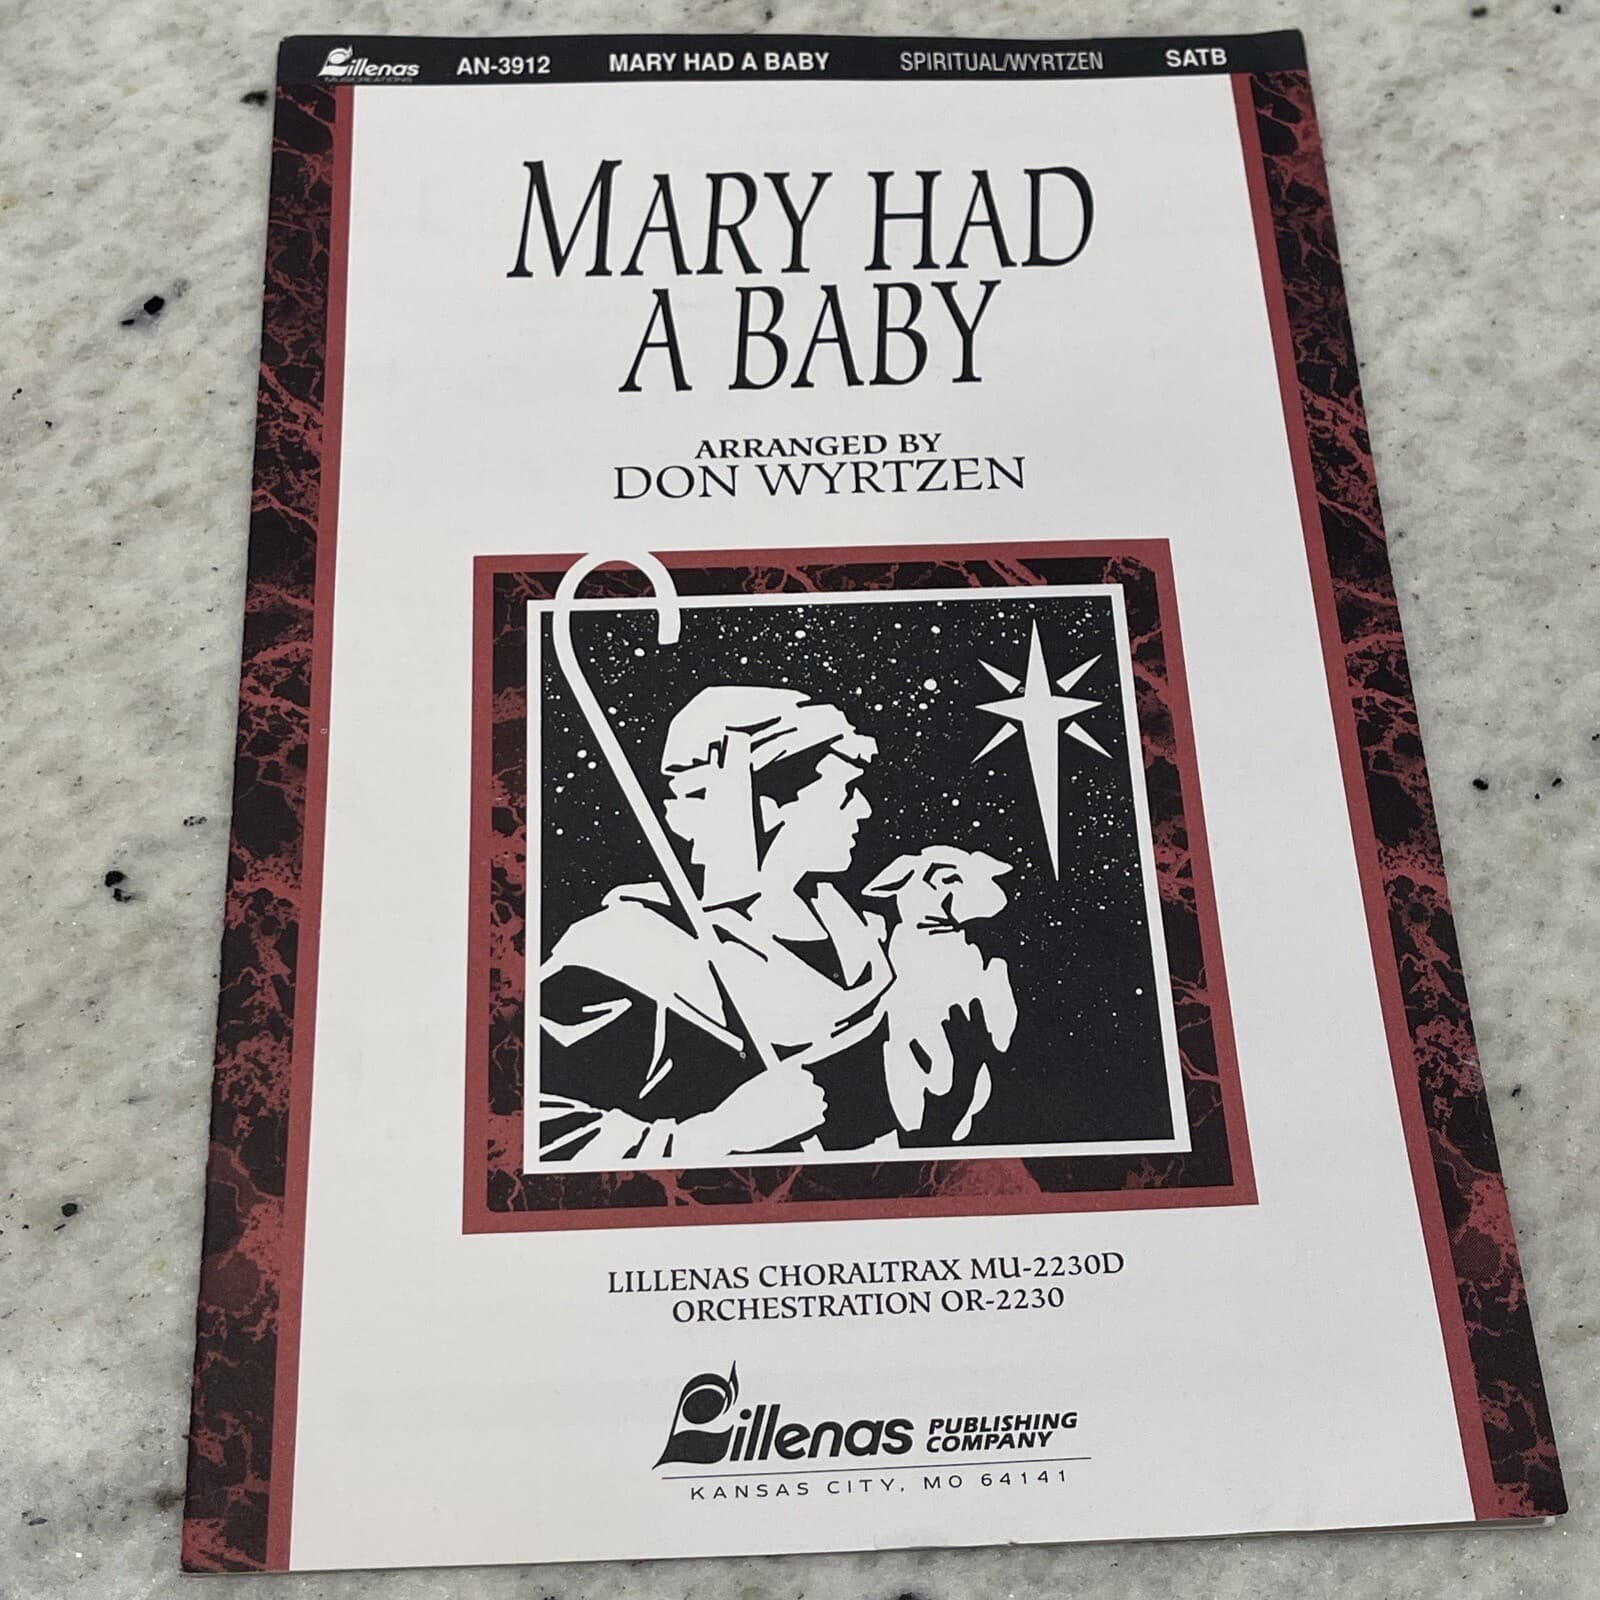 Lillenas AN-3912 MARY HAD A BABY SPIRITUAL/WYRTZEN SATB
MUSICREATIONS
MARY HAD
A BABY
ARRANGED BY
DON WYRTZEN
LILLENAS CHORALTRAX MU-2230D
ORCHESTRATION OR-2230
Lillenas PUBLISHING
COMPANY
KANSAS CITY, MO 64141